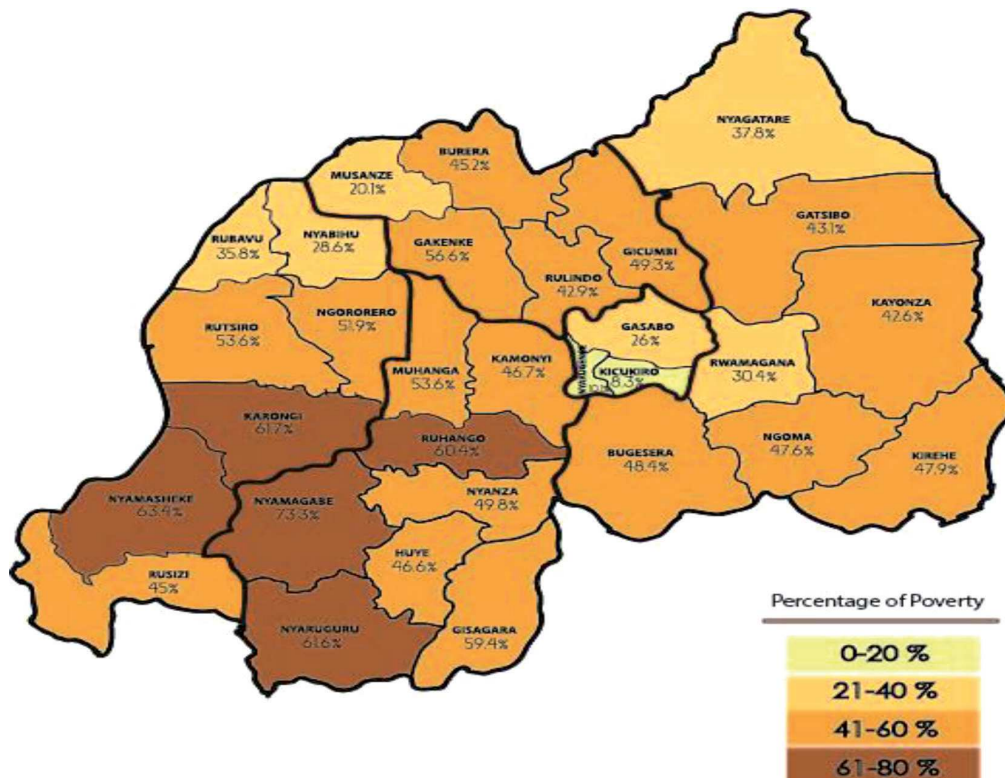 NYAGATARE
37.8%
BURERA
45.2%
MUSANZE
20.1%
GATSIBO
43.1%
RUBAVU
35.8%
NYABIHU
28.6%
GAKENKE
56.6%
GICUMBI
49.3%
RULINDO
42.9%
KAYONZA
42.6%
NGORORERO
51.9%
RUTSIRO
53.6%
GASABO
26%
KAMONYI
46.7%
MUHANGA
53.6%
KICUKIRO
8.3%
RWAMAGANA
30.4%
KARONGI
61.7%
RUHANGO
60.4%
BUGESERA
48.4%
NGOMA
47.6%
KIREHE
47.9%
NYAMASHEKE
63.4%
NYAMAGABE
73.3%
NYANZA
49.8%
HUYE
46.6%
RUSIZI
45%
NYARUGURU
61.6%
GISAGARA
59.4%
Percentage of Poverty
0-20 %
21-40 %
41-60 %
61-80 %